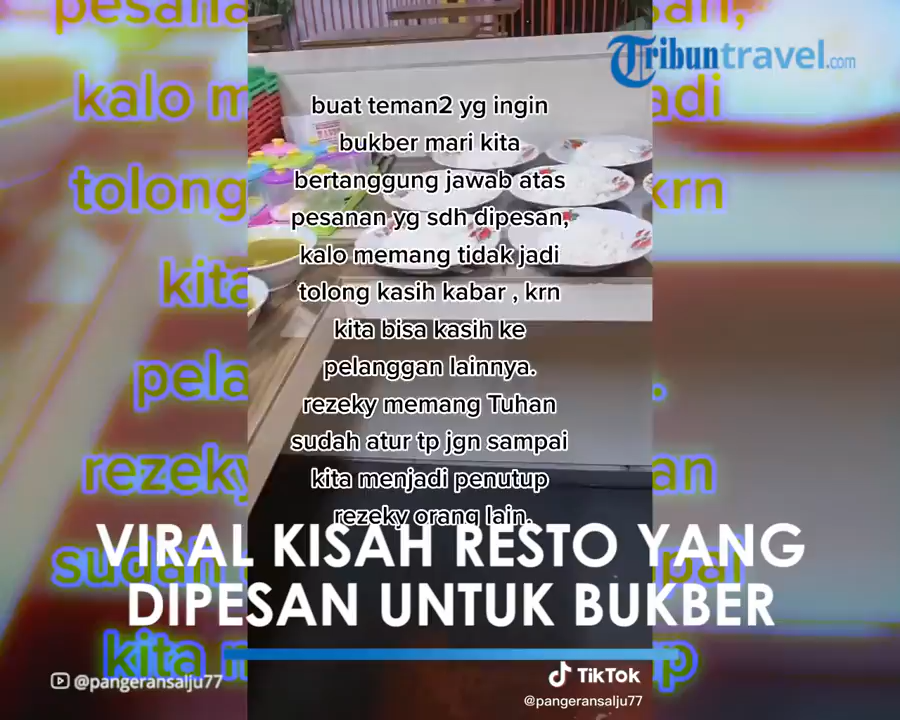 Tribuntravel.com
buat teman2 yg ingin
bukber mari kita
bertanggung jawab atas
pesanan yg sdh dipesan,
kalo memang tidak jadi
tolong kasih kabar , krn
kita bisa kasih ke
pelanggan lainnya.
rezeky memang Tuhan
sudah atur tp jgn sampai
kita menjadi penutup
rezeky orang lain.
VIRAL KISAH RESTO YANG
DIPESAN UNTUK BUKBER
@pangeransalju77
TikTok
@pangeransalju77